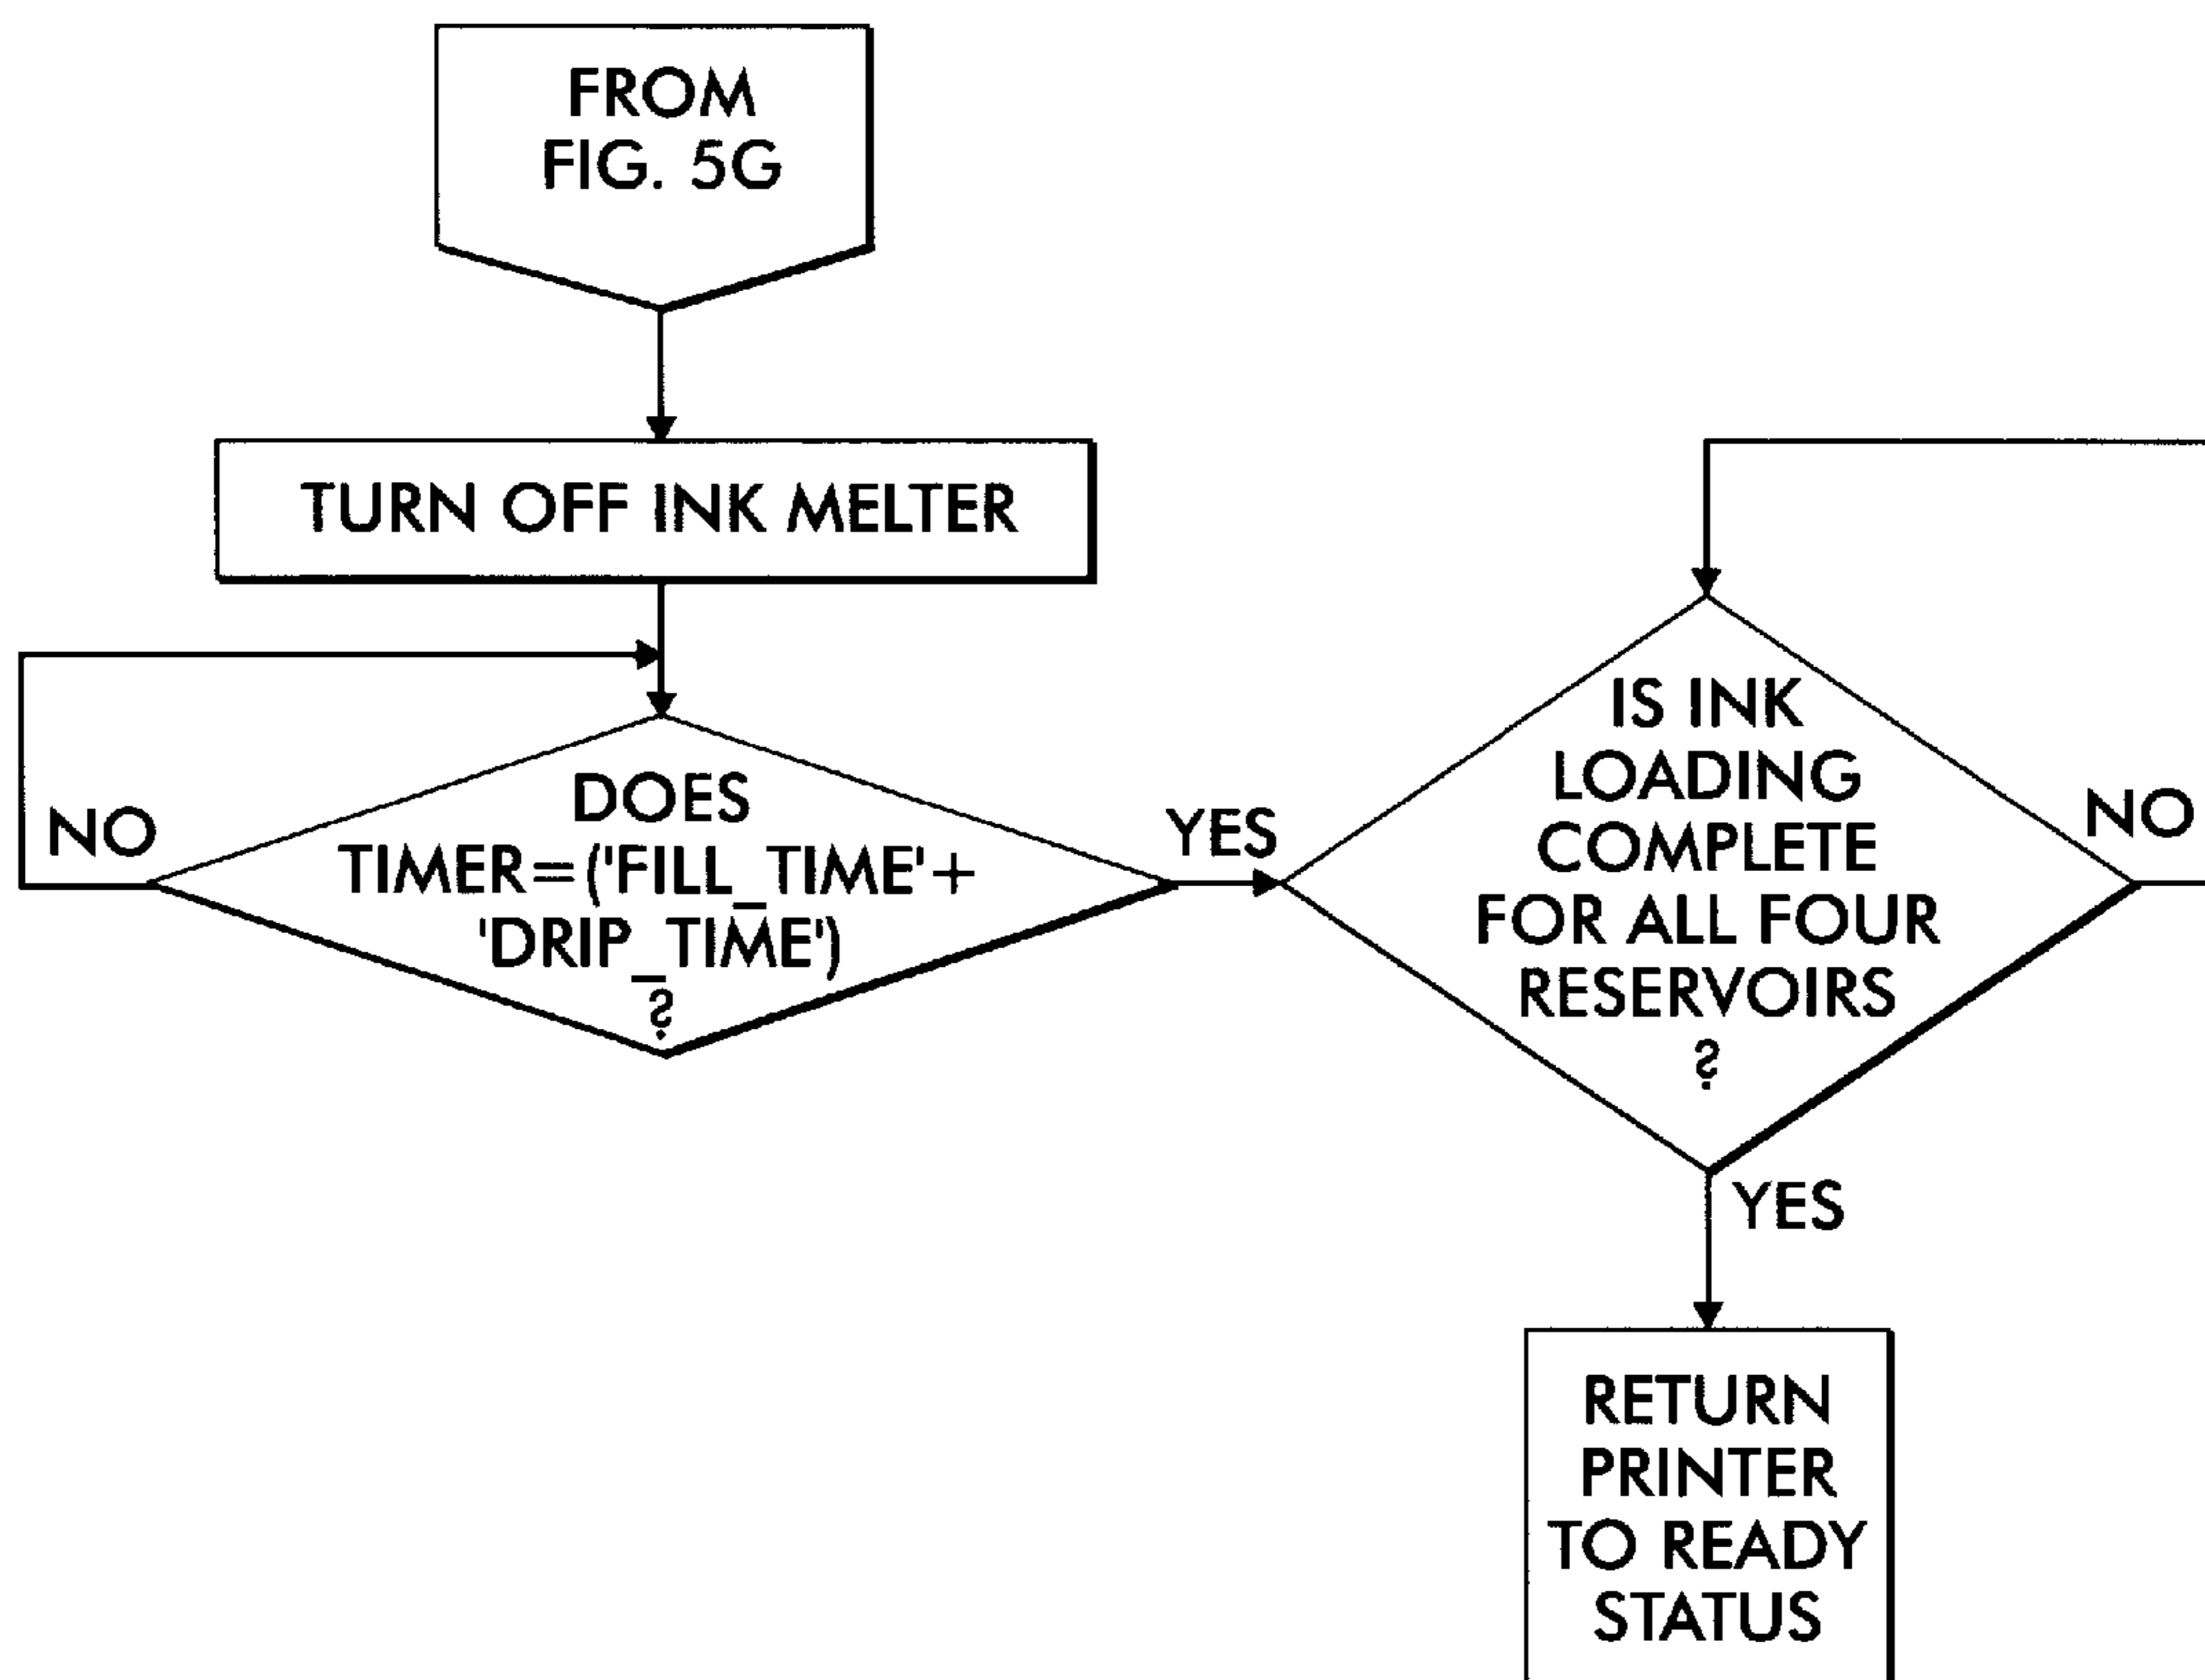 FROM
FIG. 5G
TURN OFF INK MELTER
NO
DOES
TIMER=('FILL_TIME'+
'DRIP_TIME')
?
YES
IS INK
LOADING
COMPLETE
FOR ALL FOUR
RESERVOIRS
?
NO
YES
RETURN
PRINTER
TO READY
STATUS